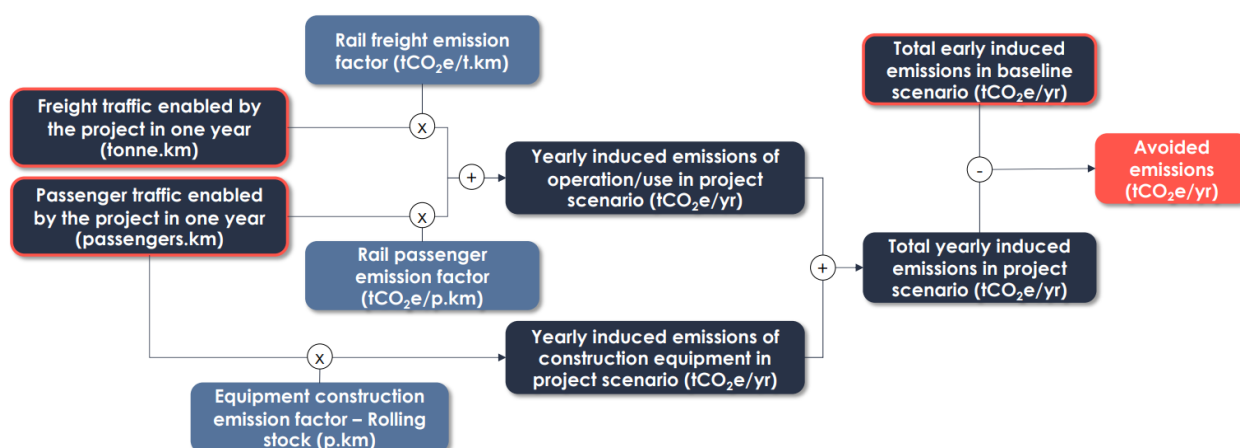 Rail freight emission
factor (tCO₂e/t.km)
Freight traffic enabled by
the project in one year
(tonne.km)
x
Passenger traffic enabled
by the project in one year
(passengers.km)
x
+
Rail passenger
emission factor
(tCO₂e/p.km)
Yearly induced emissions of
operation/use in project
scenario (tCO₂e/yr)
x
Equipment construction
emission factor – Rolling
stock (p.km)
Yearly induced emissions of
construction equipment in
project scenario (tCO₂e/yr)
+
Total early induced
emissions in baseline
scenario (tCO₂e/yr)
-
Total yearly induced
emissions in project
scenario (tCO₂e/yr)
Avoided
emissions
(tCO₂e/yr)